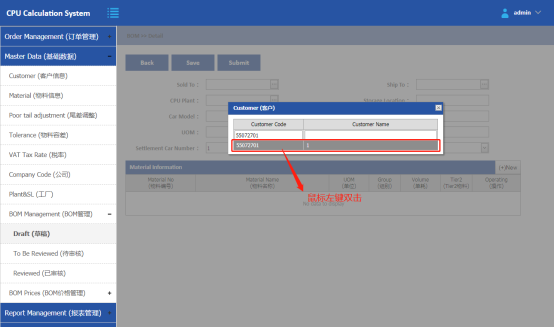 CPU Calculation System
admin
Order Management (订单管理)
Master Data (基础数据)
Customer (客户信息)
Material (物料信息)
Poor tail adjustment (尾差调整)
Tolerance (物料容差)
VAT Tax Rate (税率)
Company Code (公司)
Plant&SL (工厂)
BOM Management (BOM管理)
Draft (草稿)
To Be Reviewed (待审核)
Reviewed (已审核)
BOM Prices (BOM价格管理)
Report Management (报表管理)
Back
Save
Submit
Sold To :
Ship To :
CPU Plant :
Car Model :
UOM :
Settlement Car Number :
1
Customer (客户)
Customer Code
Customer Name
55072701
55072701
1
鼠标左键双击
Material Information
[+]New
Material No
(物料编号)
Material Name
(物料名称)
UOM
(单位)
Group
(组别)
Volume
(单耗)
Tier2
(Tier2物料)
Operating
(操作)